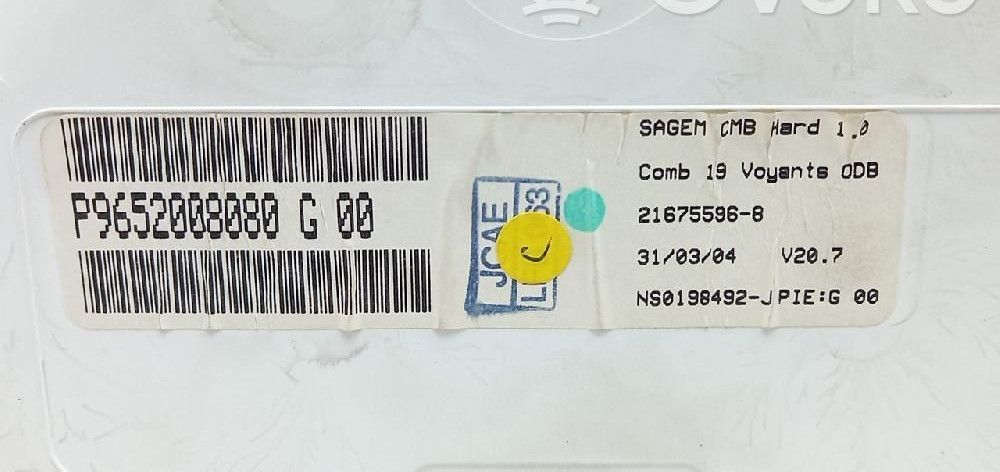 P9652008080 G 00
JCAE
C
SAGEM CMB Hard 1.0
Comb 19 Voyants ODB
21675596-8
31/03/04 V20.7
NS0198492-J PIE:G 00